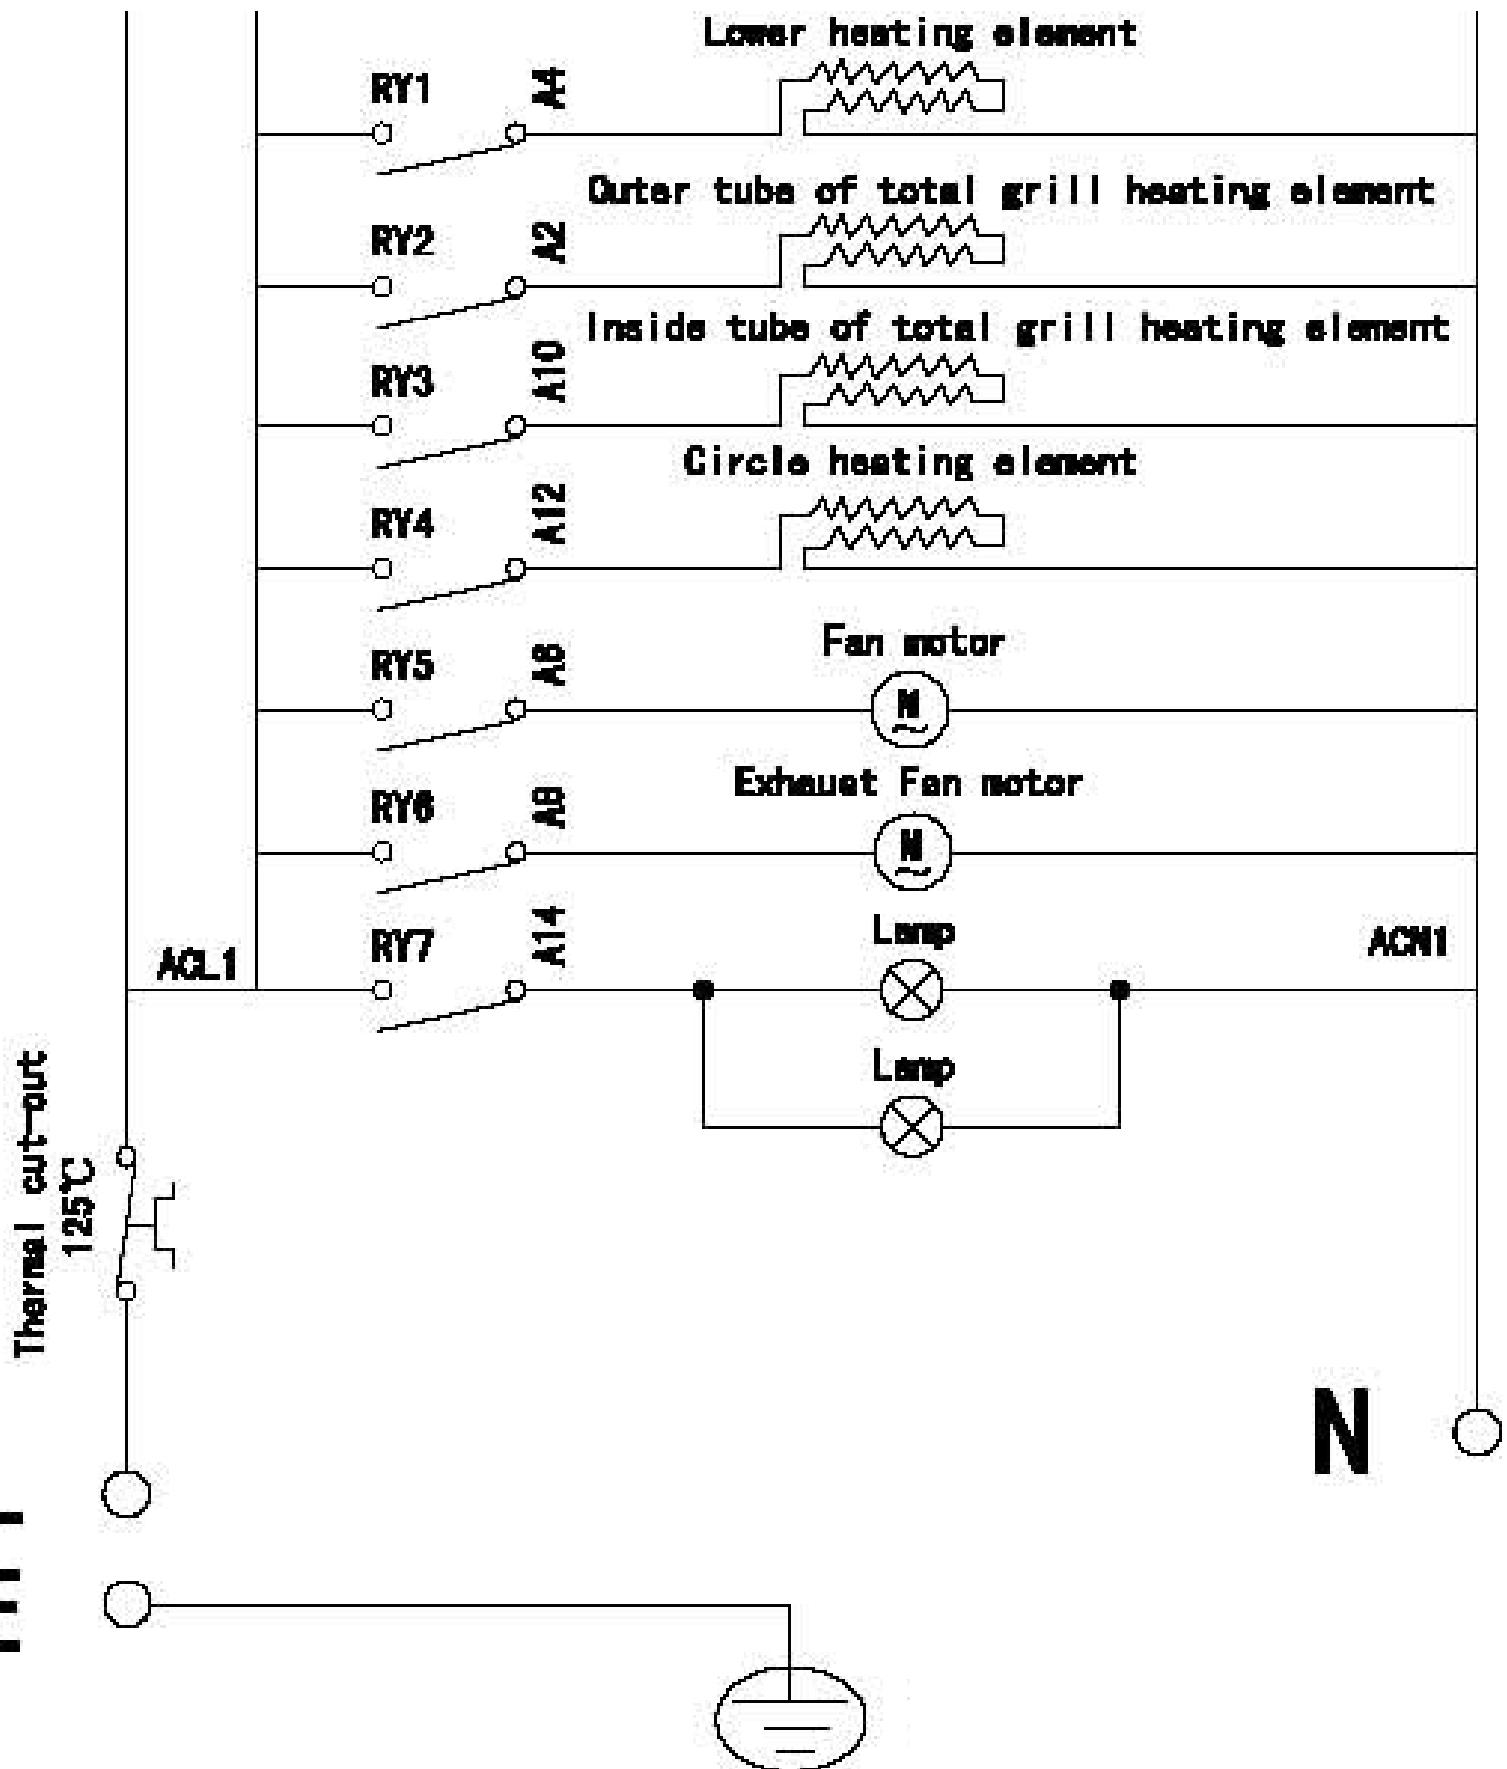 Lower heating element
RY1
A4
Outer tube of total grill heating element
RY2
A2
Inside tube of total grill heating element
RY3
A10
Circle heating element
RY4
A12
Fan motor
RY5
M
~
Exhaust Fan motor
RY6
M
~
Lamp
RY7
A14
ACL1
ACN1
Lamp
Thermal cut-out
125℃
N